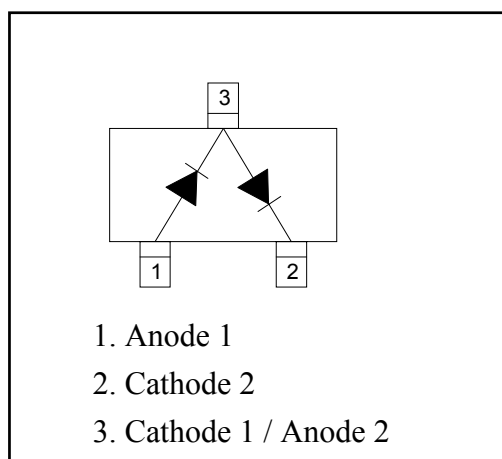 3
1
2
1. Anode 1
2. Cathode 2
3. Cathode 1 / Anode 2